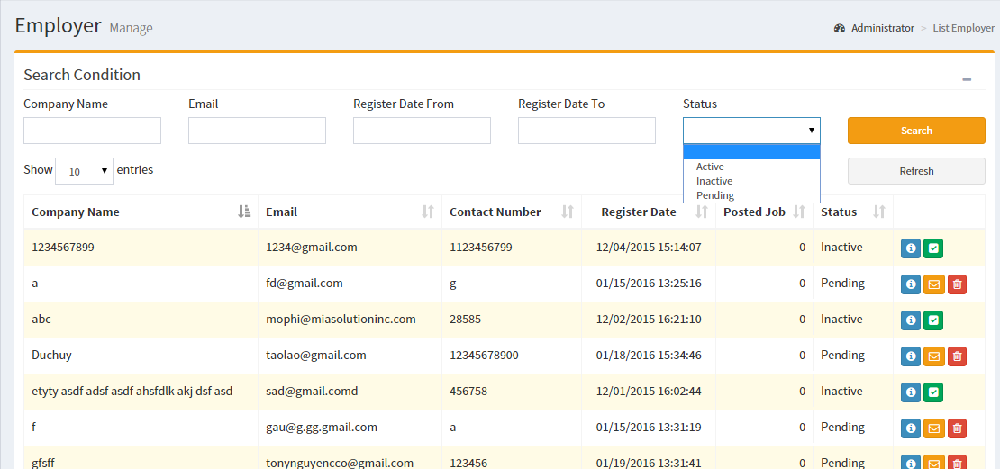 Employer Manage
Administrator > List Employer
Search Condition
Company Name Email Register Date From Register Date To Status
Search
Show 10 entries
Refresh
Active
Inactive
Pending
Company Name Email Contact Number Register Date Posted Job Status
1234567899 1234@gmail.com 1123456799 12/04/2015 15:14:07 0 Inactive
a fd@gmail.com g 01/15/2016 13:25:16 0 Pending
abc mophi@miasolutioninc.com 28585 12/02/2015 16:21:10 0 Inactive
Duchuy taolao@gmail.com 12345678900 01/18/2016 15:34:46 0 Pending
etyty asdf adsf asdf ahsfdlk akj dsf asd sad@gmail.comd 456758 12/01/2015 16:02:44 0 Inactive
f gau@g.gg.gmail.com a 01/15/2016 13:31:19 0 Pending
gfsff tonynguyencco@gmail.com 123456 01/19/2016 13:31:41 0 Pending